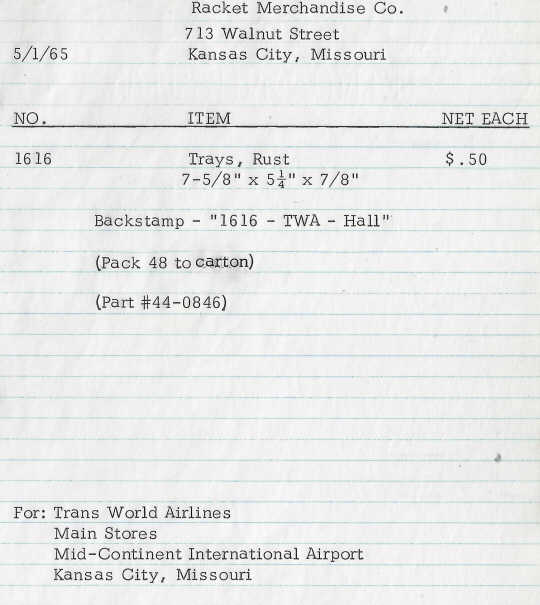 Racket Merchandise Co.
713 Walnut Street
5/1/65 Kansas City, Missouri
NO. ITEM NET EACH
1616 Trays, Rust $.50
7-5/8" x 5¼" x 7/8"
Backstamp - "1616 - TWA - Hall"
(Pack 48 to carton)
(Part #44-0846)
For: Trans World Airlines
Main Stores
Mid-Continent International Airport
Kansas City, Missouri